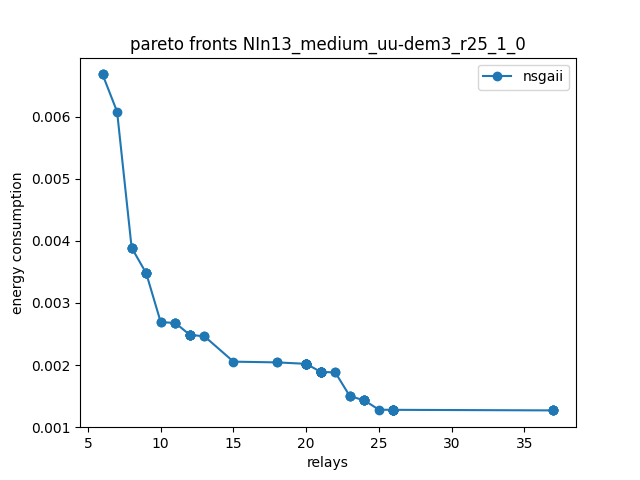 pareto fronts NIn13_medium_uu-dem3_r25_1_0
nsgaii
0.006
0.005
0.004
0.003
0.002
0.001
energy consumption
5 10 15 20 25 30 35
relays